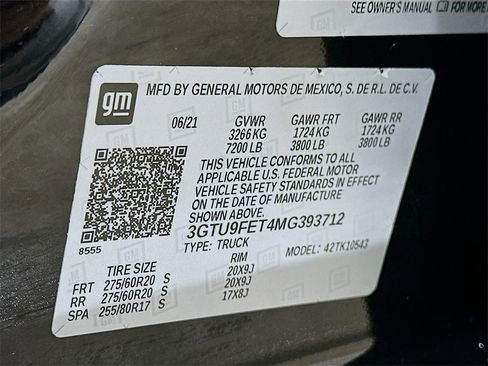 SEE OWNER'S MANUAL FOR MORE
gm
MFD BY GENERAL MOTORS DE MEXICO, S. DE R.L. DE C.V.
06/21 GVWR GAWR FRT GAWR RR
3266 KG 1724 KG 1724 KG
7200 LB 3800 LB 3800 LB
THIS VEHICLE CONFORMS TO ALL
APPLICABLE U.S. FEDERAL MOTOR
VEHICLE SAFETY STANDARDS IN EFFECT
ON THE DATE OF MANUFACTURE
SHOWN ABOVE.
3GTU9FET4MG393712
8555 TYPE: TRUCK 42TK10543
TIRE SIZE RIM
FRT 275/60R20 S 20X9J
RR 275/60R20 S 20X9J
SPA 255/80R17 S 17X8J